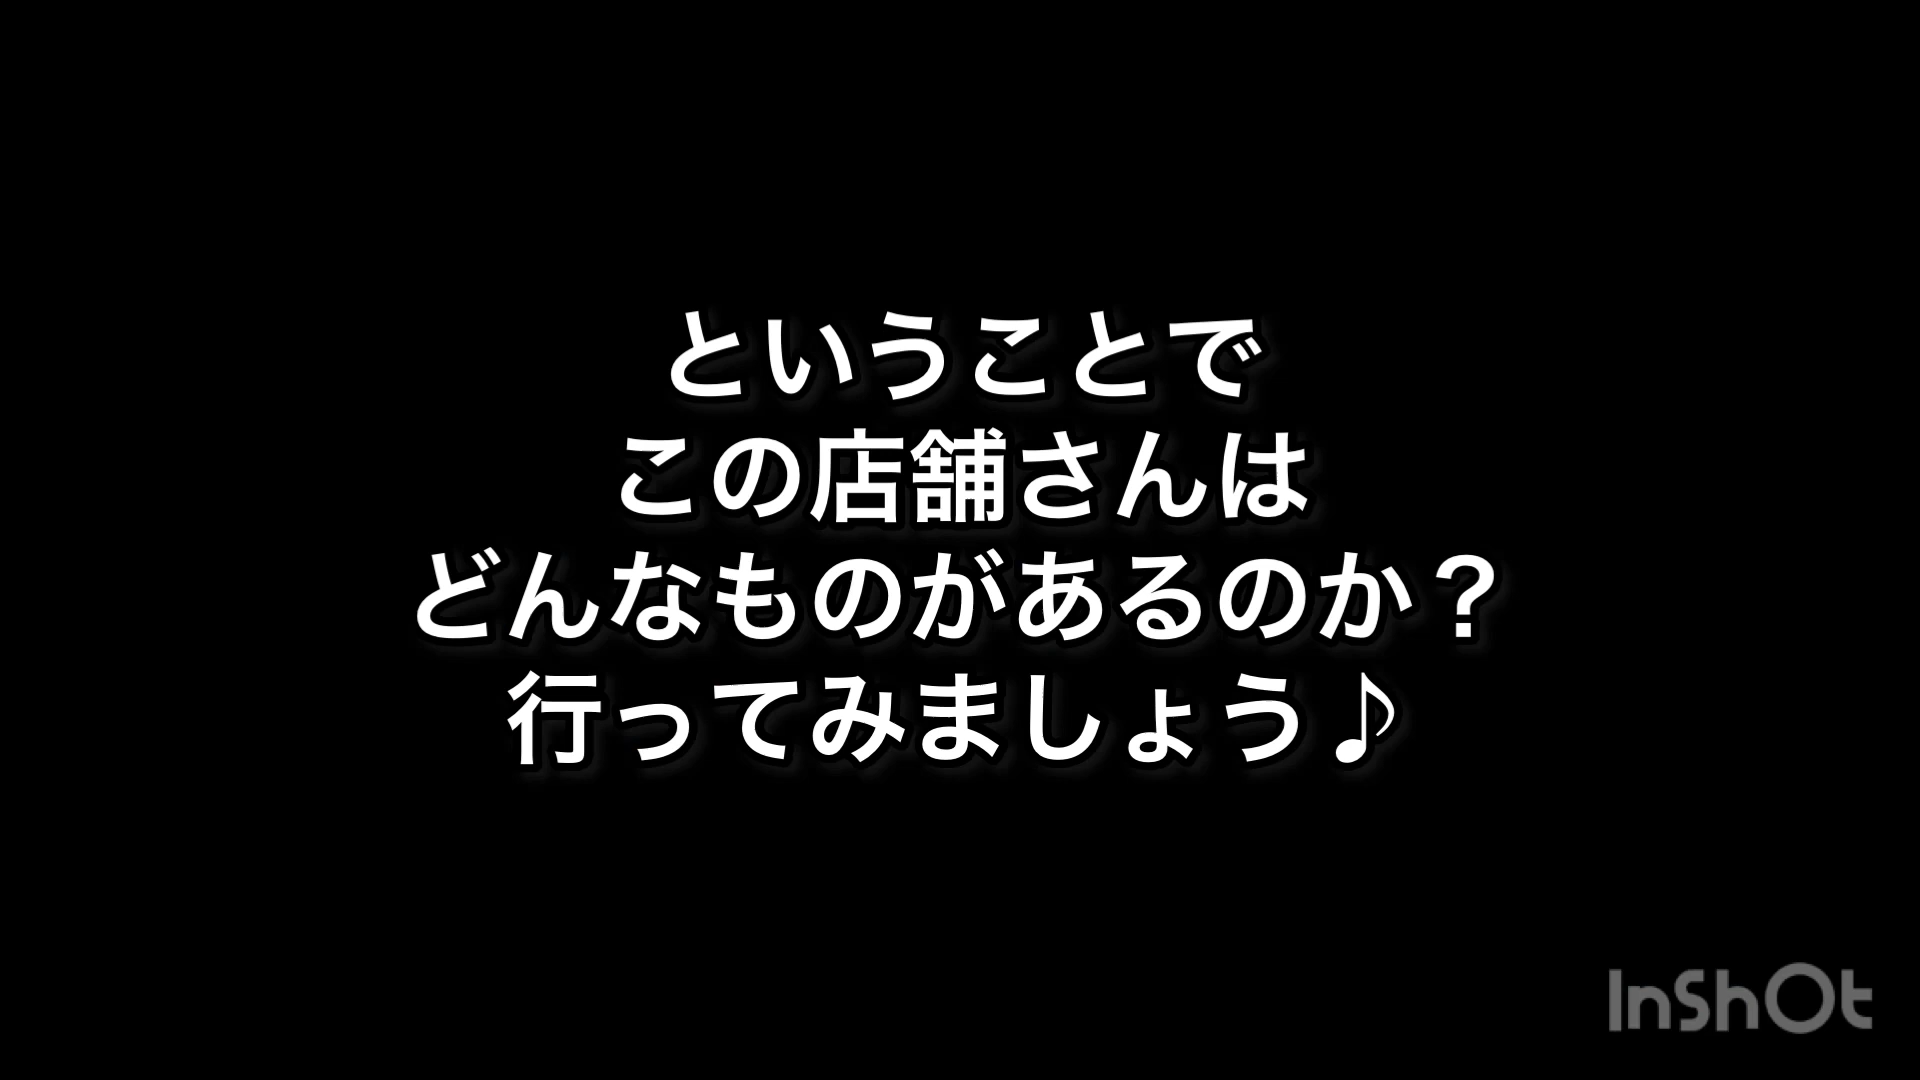 ということで
この店舗さんは
どんなものがあるのか？
行ってみましょう♪
InShOt